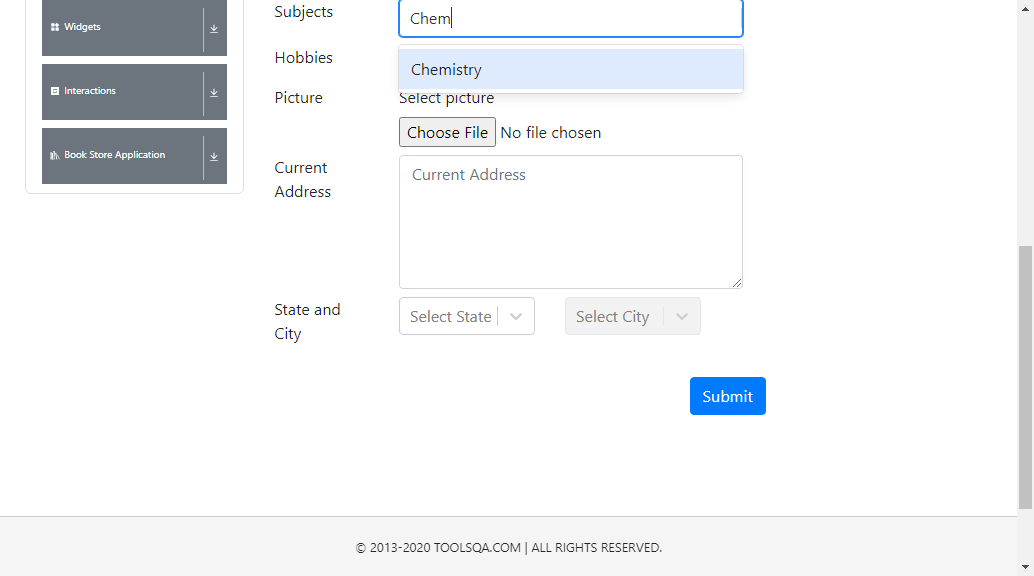 Widgets
Interactions
Book Store Application
Subjects
Chem
Hobbies
Chemistry
Picture
Select picture
Choose File No file chosen
Current
Address
Current Address
State and
City
Select State
Select City
Submit
© 2013-2020 TOOLSQA.COM | ALL RIGHTS RESERVED.